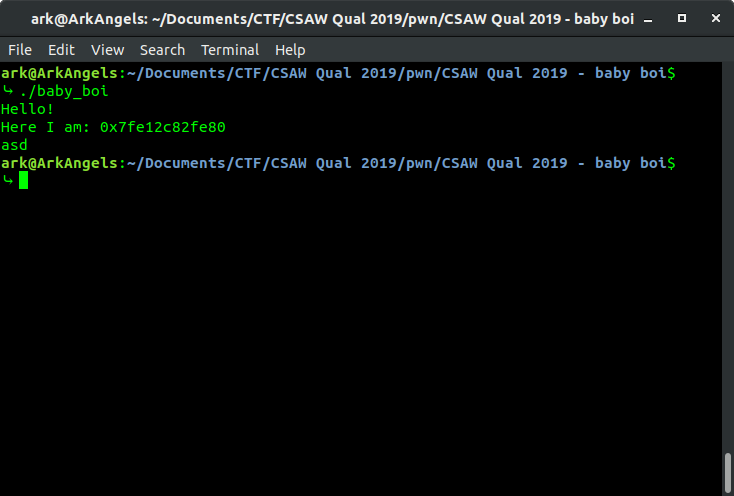 ark@ArkAngels: ~/Documents/CTF/CSAW Qual 2019/pwn/CSAW Qual 2019 - baby boi
File Edit View Search Terminal Help
ark@ArkAngels:~/Documents/CTF/CSAW Qual 2019/pwn/CSAW Qual 2019 - baby boi$
↪ ./baby_boi
Hello!
Here I am: 0x7fe12c82fe80
asd
ark@ArkAngels:~/Documents/CTF/CSAW Qual 2019/pwn/CSAW Qual 2019 - baby boi$
↪